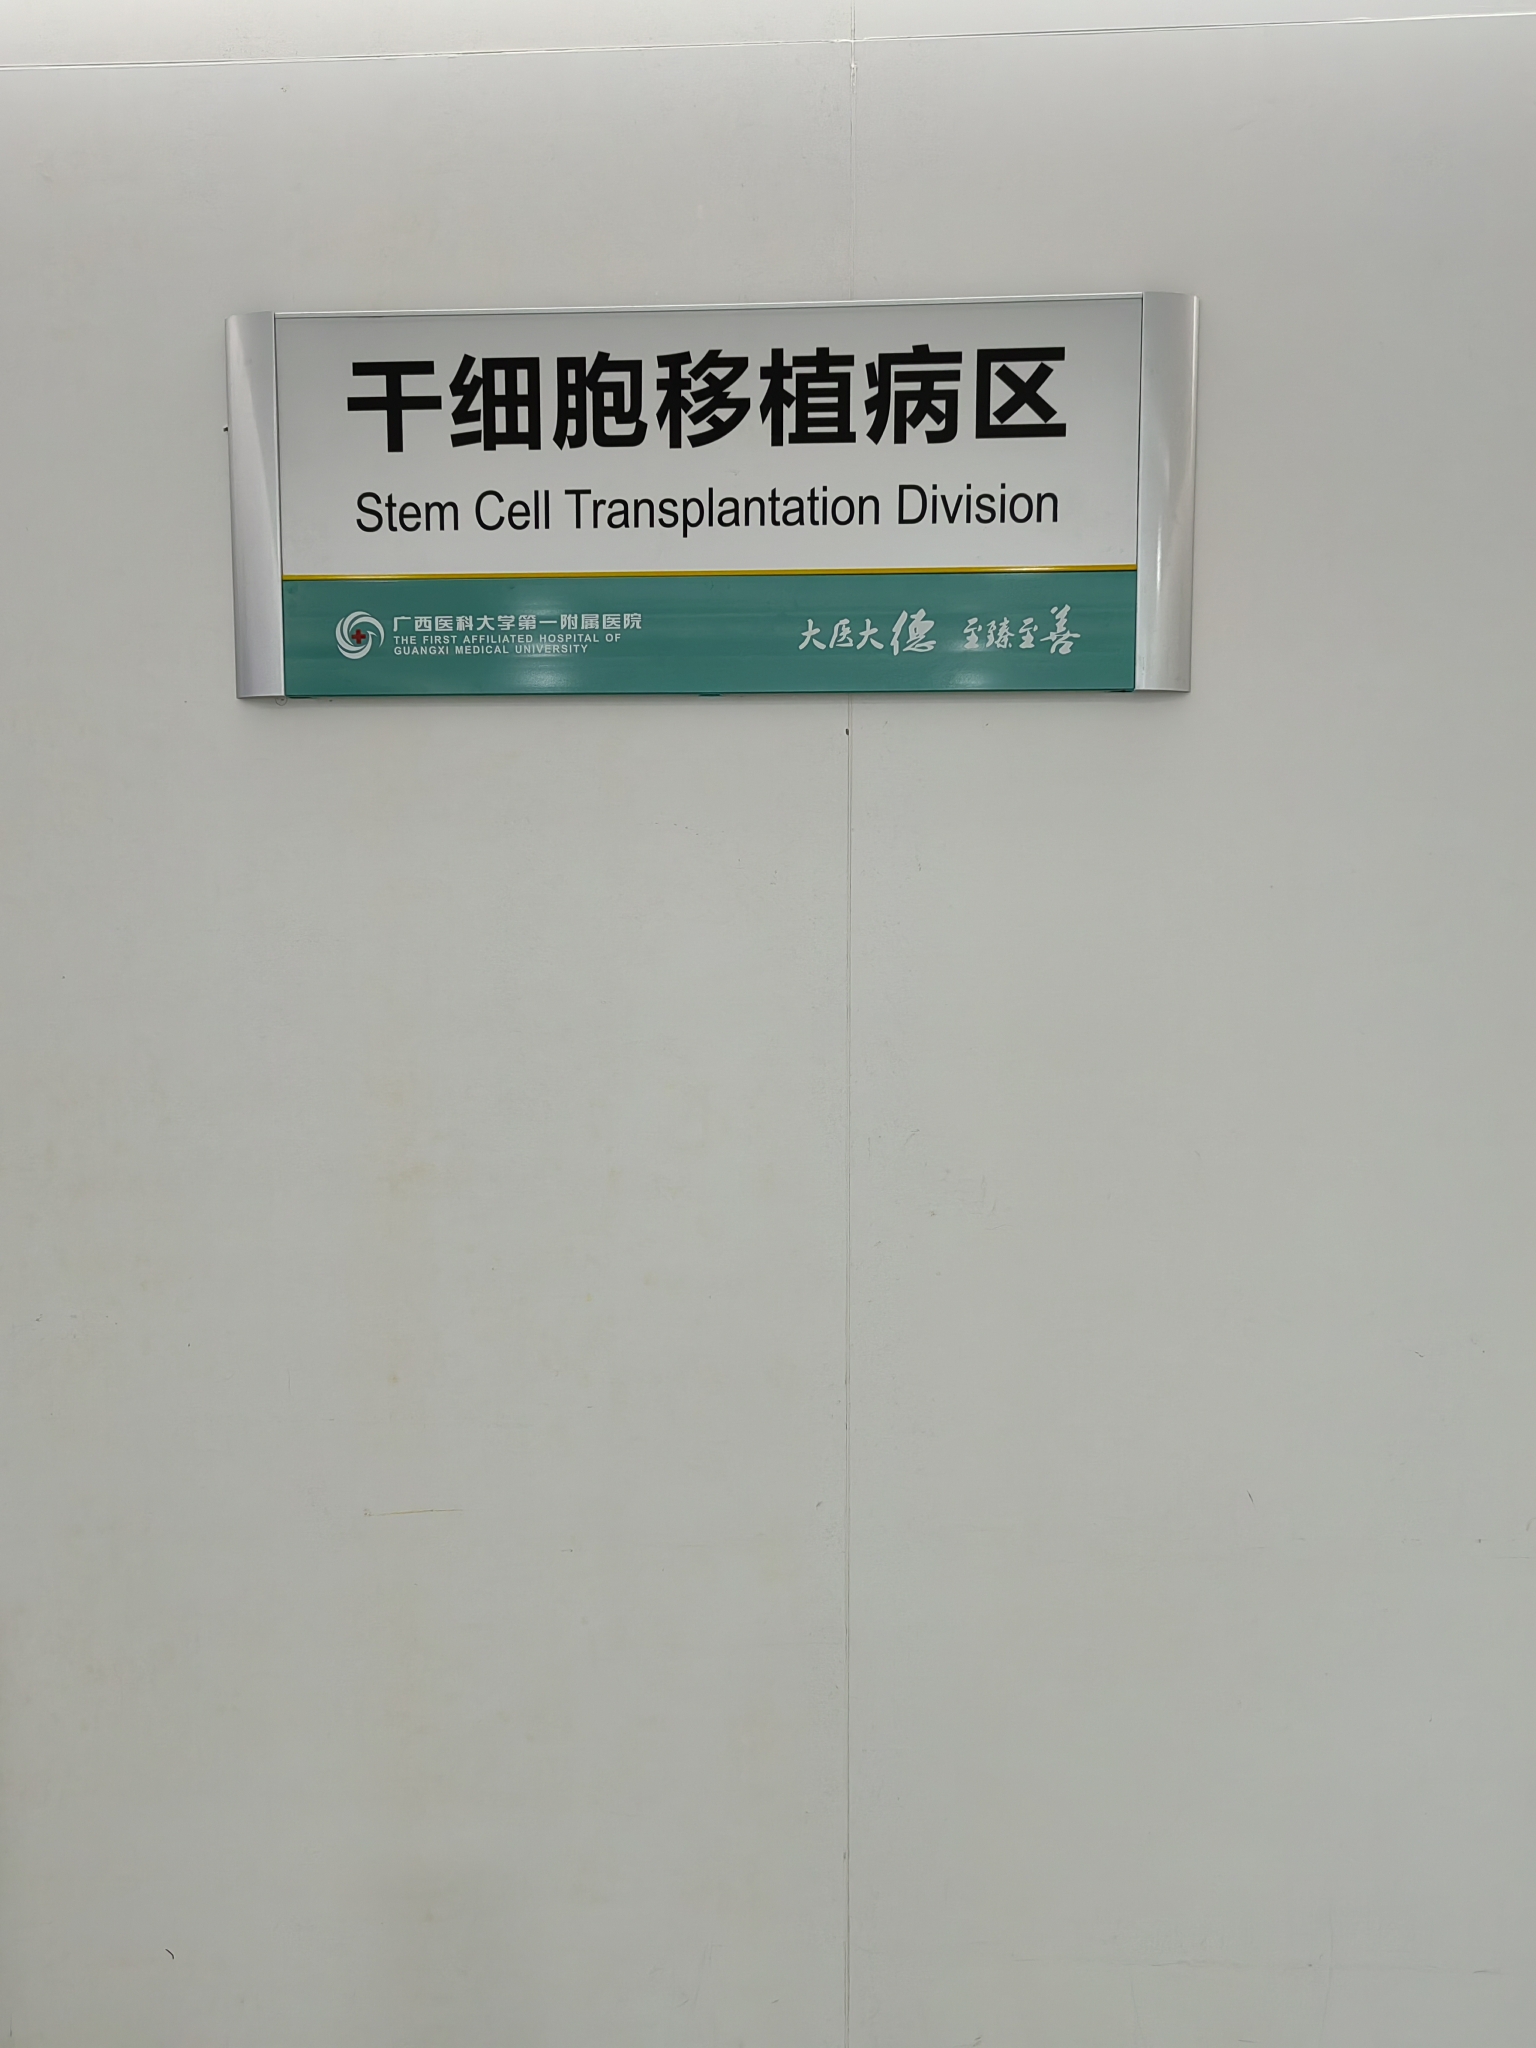 干细胞移植病区
Stem Cell Transplantation Division
广西医科大学第一附属医院
THE FIRST AFFILIATED HOSPITAL OF
GUANGXI MEDICAL UNIVERSITY
大医大德 至臻至善